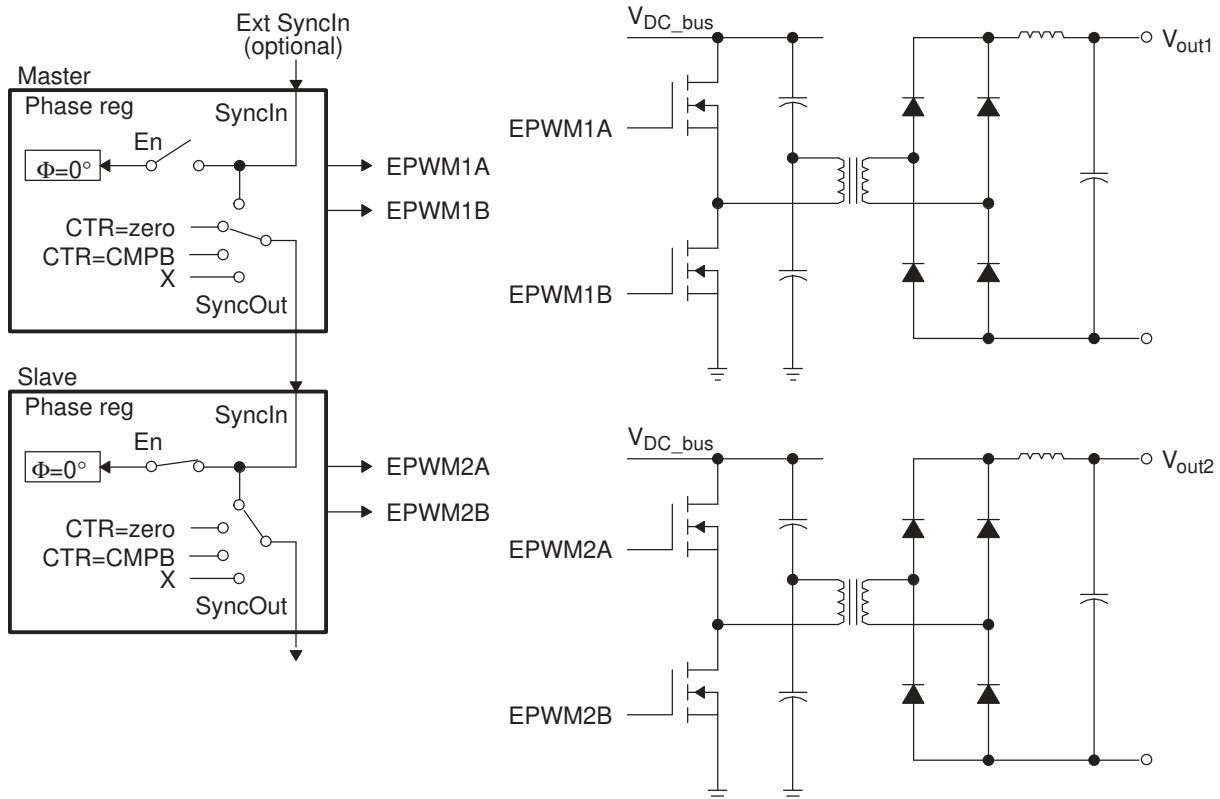 Ext SyncIn
(optional)
Master
Phase reg
SyncIn
En
Φ=0°
EPWM1A
EPWM1B
CTR=zero
CTR=CMPB
X
SyncOut
Slave
Phase reg
SyncIn
En
Φ=0°
EPWM2A
EPWM2B
CTR=zero
CTR=CMPB
X
SyncOut
VDC_bus
Vout1
EPWM1A
EPWM1B
VDC_bus
Vout2
EPWM2A
EPWM2B